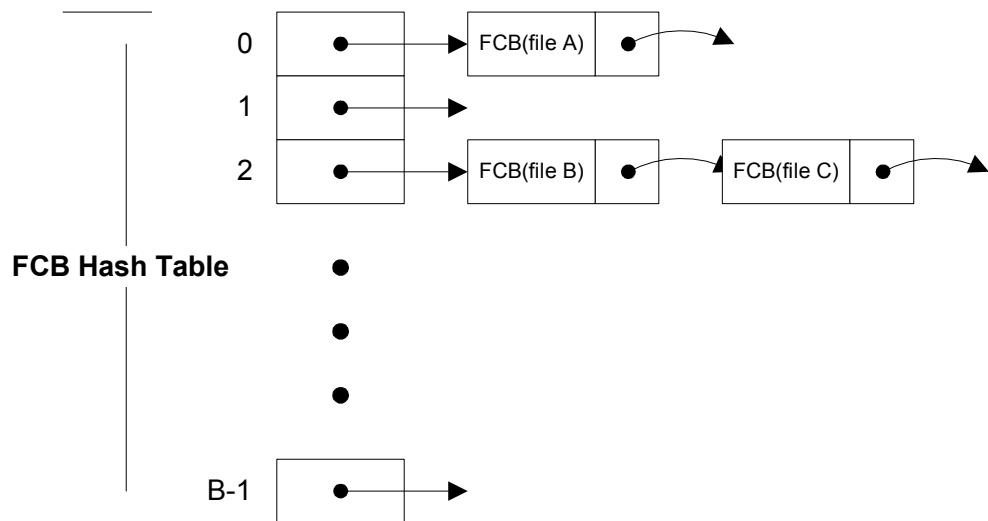 0
FCB(file A)
1
2
FCB(file B)
FCB(file C)
FCB Hash Table
B-1